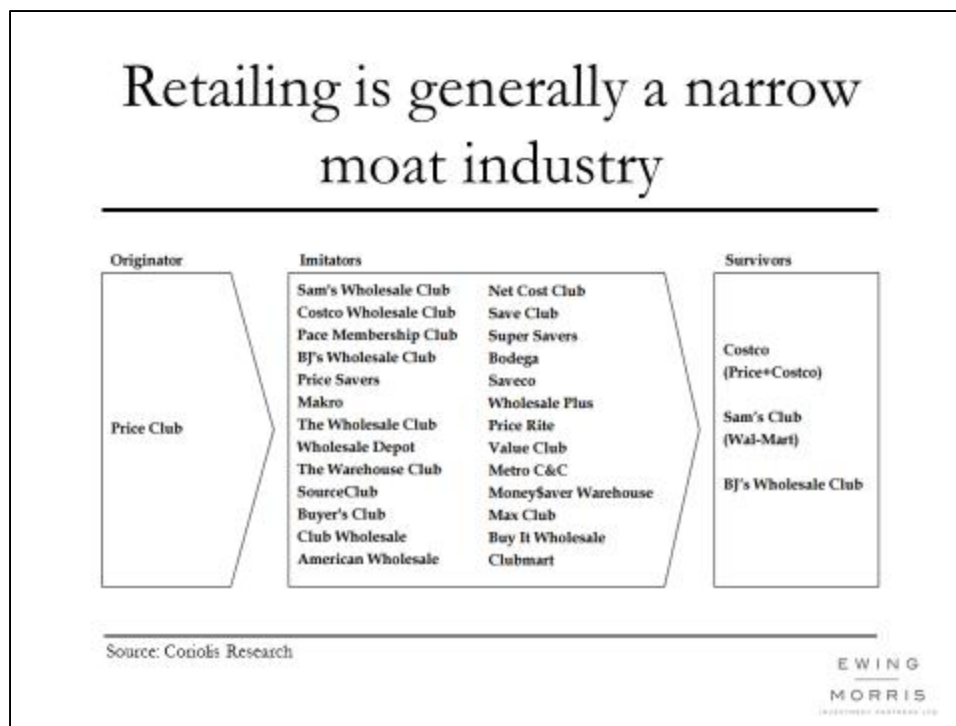 Retailing is generally a narrow
moat industry
Originator
Price Club
Imitators
Sam's Wholesale Club
Costco Wholesale Club
Pace Membership Club
BJ's Wholesale Club
Price Savers
Makro
The Wholesale Club
Wholesale Depot
The Warehouse Club
SourceClub
Buyer's Club
Club Wholesale
American Wholesale
Net Cost Club
Save Club
Super Savers
Bodega
Saveco
Wholesale Plus
Price Rite
Value Club
Metro C&C
Money$aver Warehouse
Max Club
Buy It Wholesale
Clubmart
Survivors
Costco
(Price+Costco)
Sam's Club
(Wal-Mart)
BJ's Wholesale Club
Source: Coriolis Research
EWING
MORRIS
INVESTMENT PARTNERS LTD